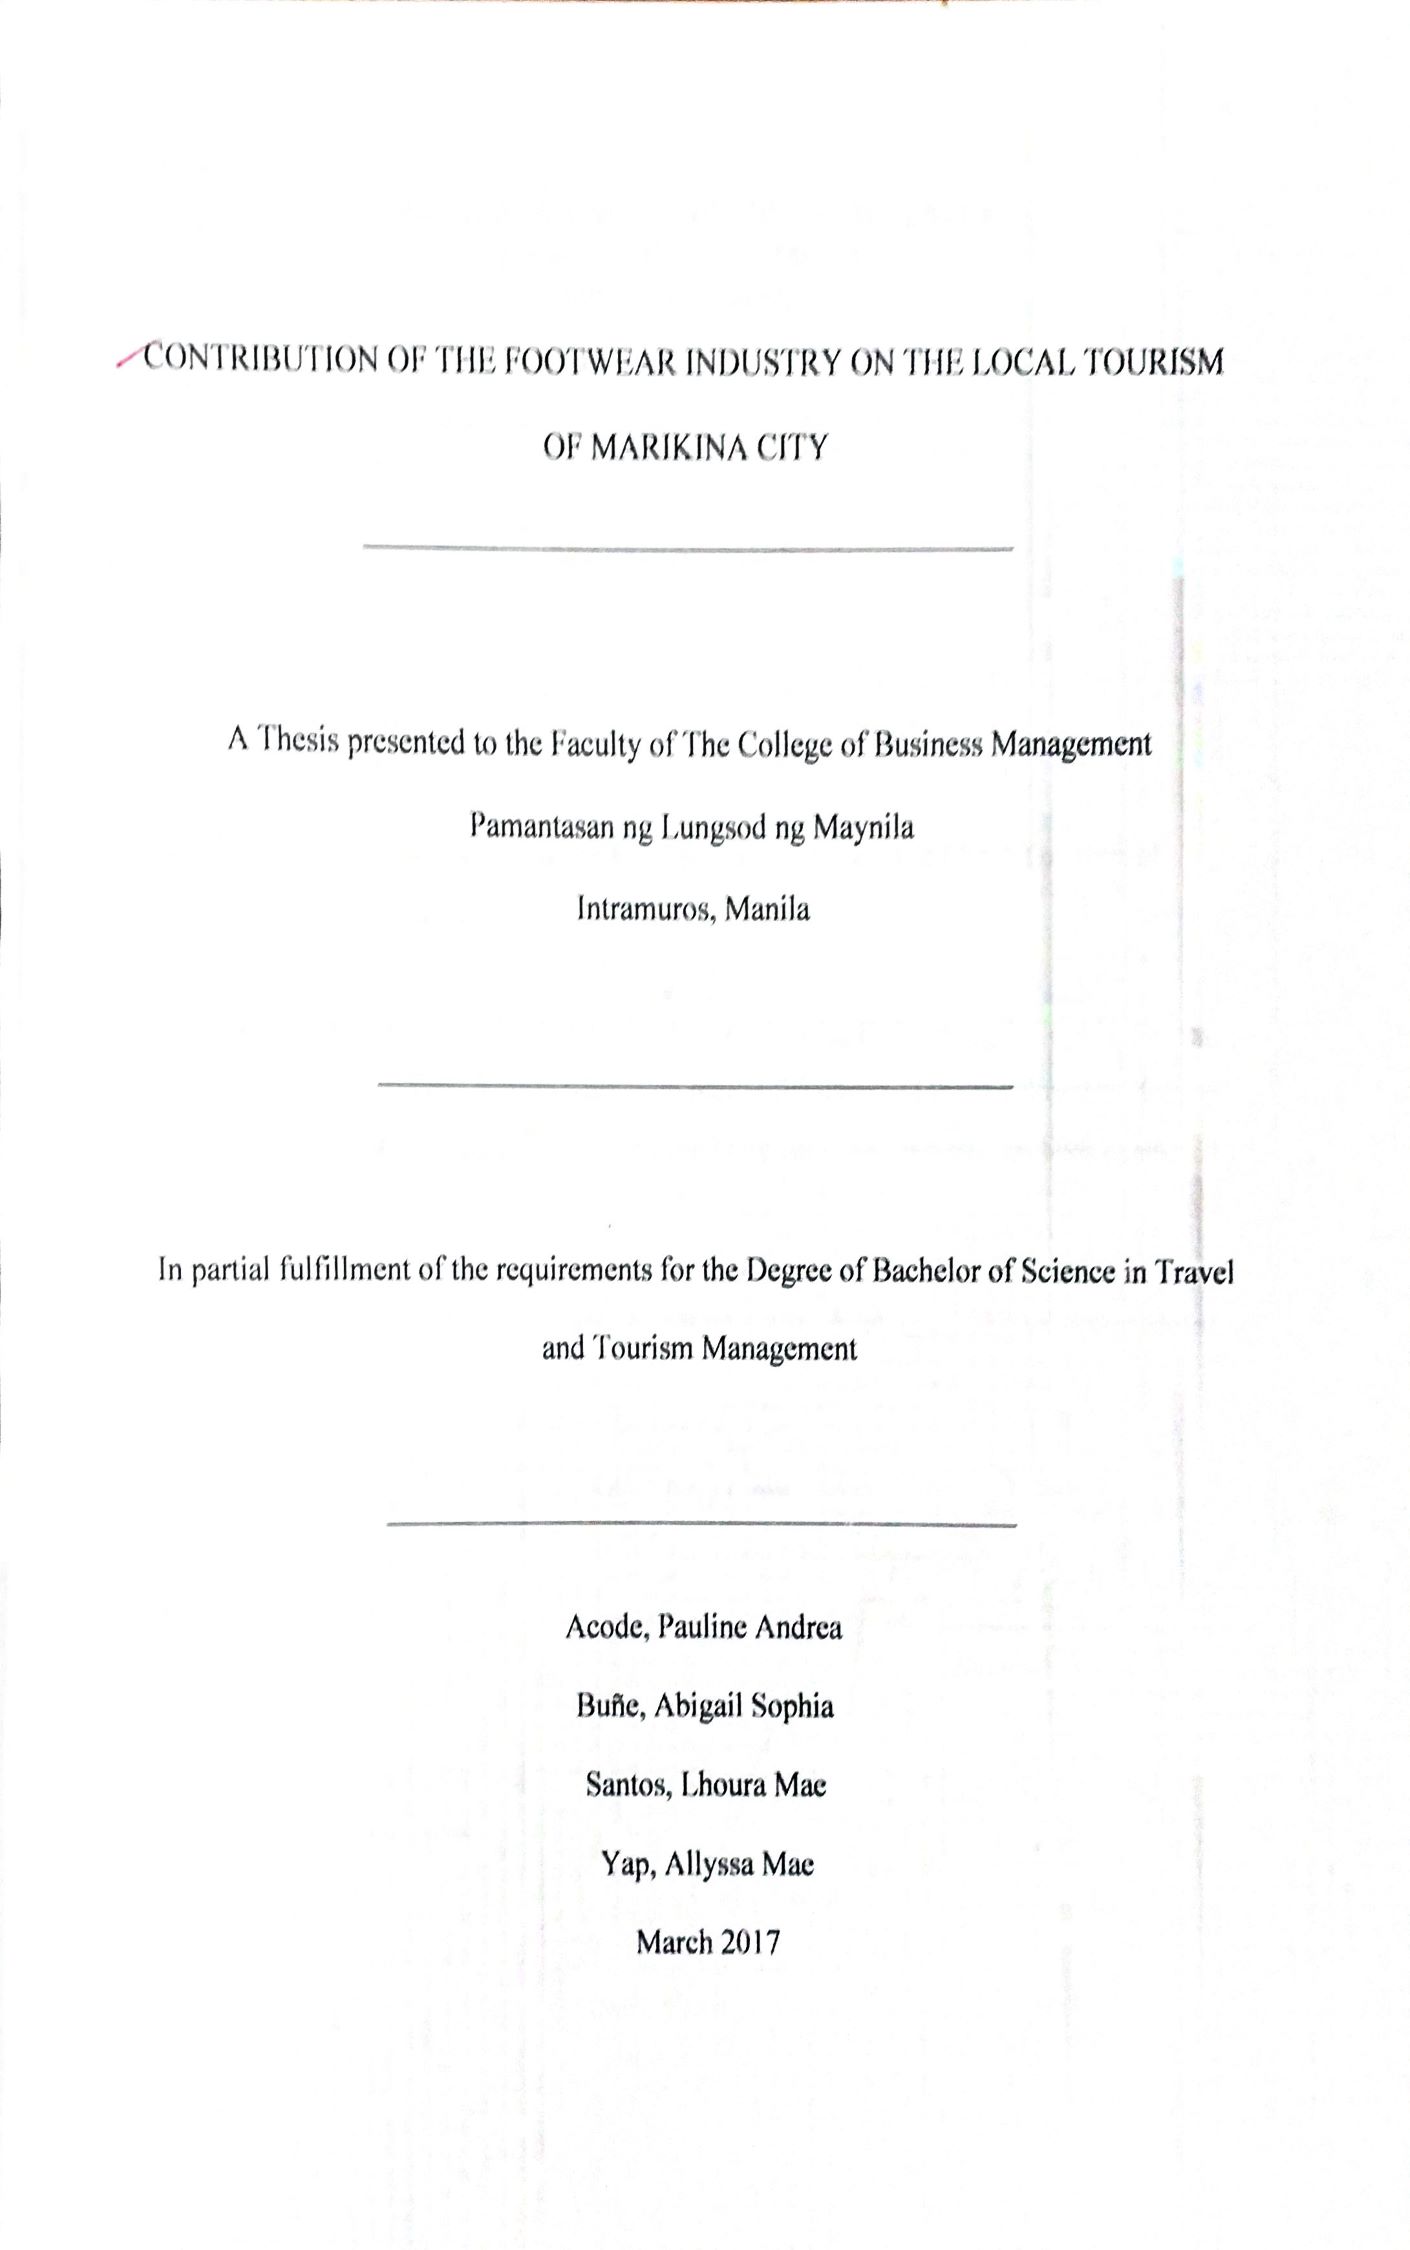 CONTRIBUTION OF THE FOOTWEAR INDUSTRY ON THE LOCAL TOURISM
OF MARIKINA CITY
A Thesis presented to the Faculty of The College of Business Management
Pamantasan ng Lungsod ng Maynila
Intramuros, Manila
In partial fulfillment of the requirements for the Degree of Bachelor of Science in Travel
and Tourism Management
Acode, Pauline Andrea
Buñe, Abigail Sophia
Santos, Lhoura Mae
Yap, Allyssa Mae
March 2017